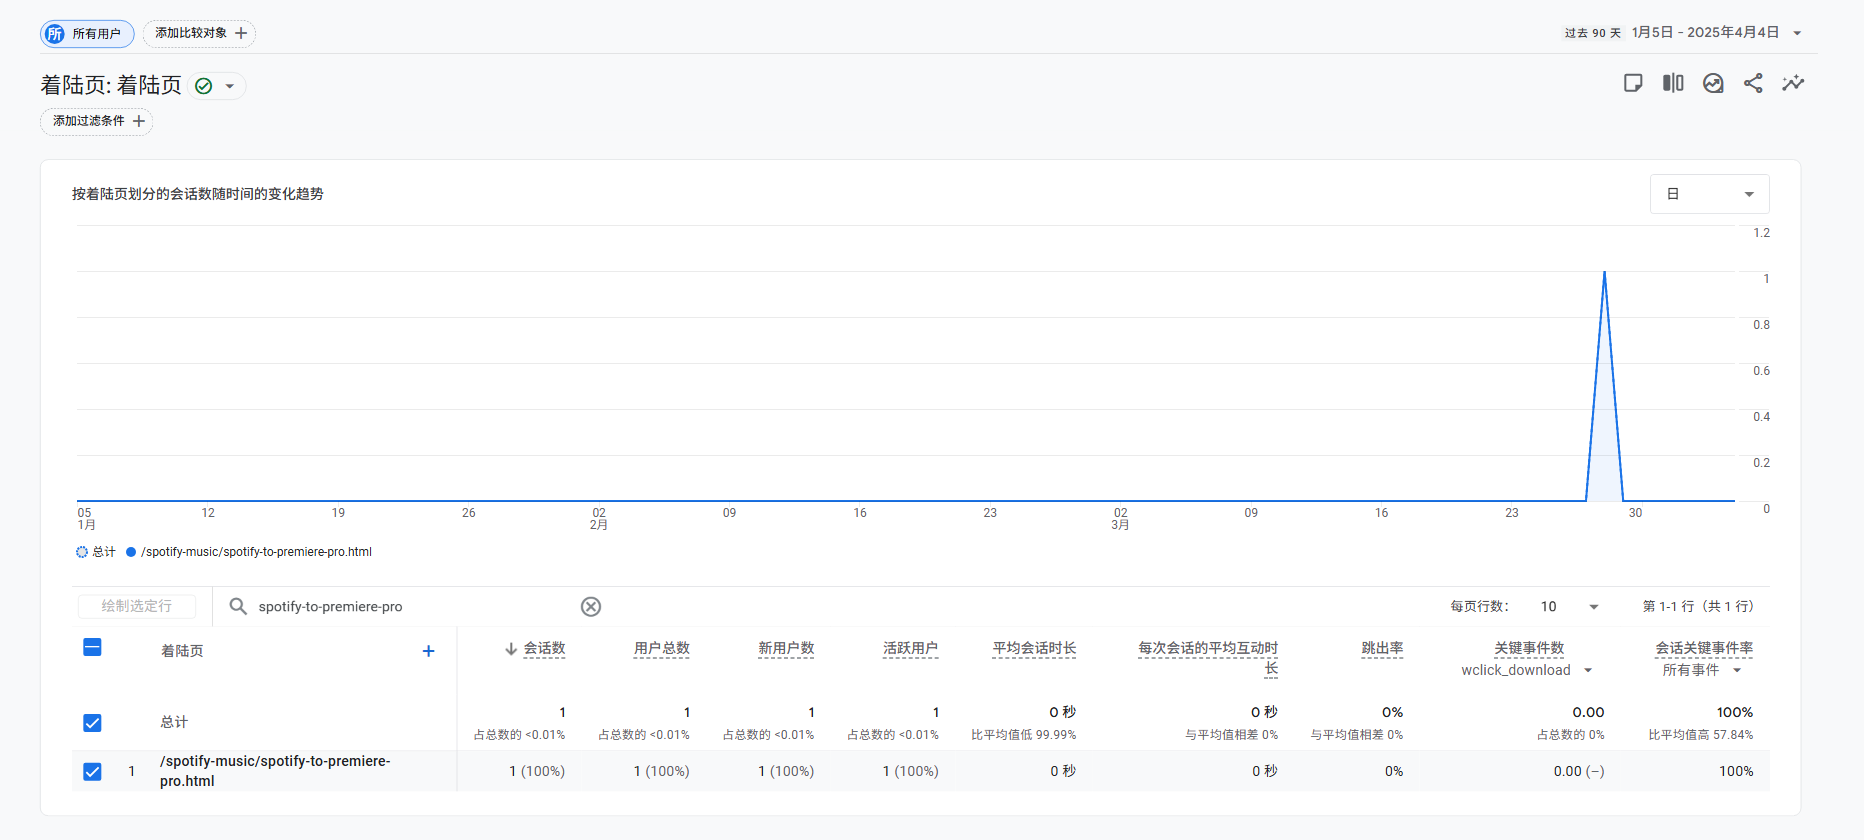 所 所有用户 添加比较对象 过去 90 天 1月5日 - 2025年4月4日
着陆页: 着陆页
添加过滤条件
按着陆页划分的会话数随时间的变化趋势
日
1.2
1
0.8
0.6
0.4
0.2
0
05 12 19 26 02 09 16 23 02 09 16 23 30
1月 2月 3月
总计 /spotify-music/spotify-to-premiere-pro.html
绘制选定行 spotify-to-premiere-pro 每页行数: 10 第 1-1 行(共 1 行)
着陆页 会话数 用户总数 新用户数 活跃用户 平均会话时长 每次会话的平均互动时 跳出率 关键事件数 会话关键事件率
长 wclick_download 所有事件
总计 1 1 1 1 0 秒 0 秒 0% 0.00 100%
占总数的 <0.01% 占总数的 <0.01% 占总数的 <0.01% 占总数的 <0.01% 比平均值低 99.99% 与平均值相差 0% 与平均值相差 0% 占总数的 0% 比平均值高 57.84%
1 /spotify-music/spotify-to-premiere- 1 (100%) 1 (100%) 1 (100%) 1 (100%) 0 秒 0 秒 0% 0.00 (–) 100%
pro.html